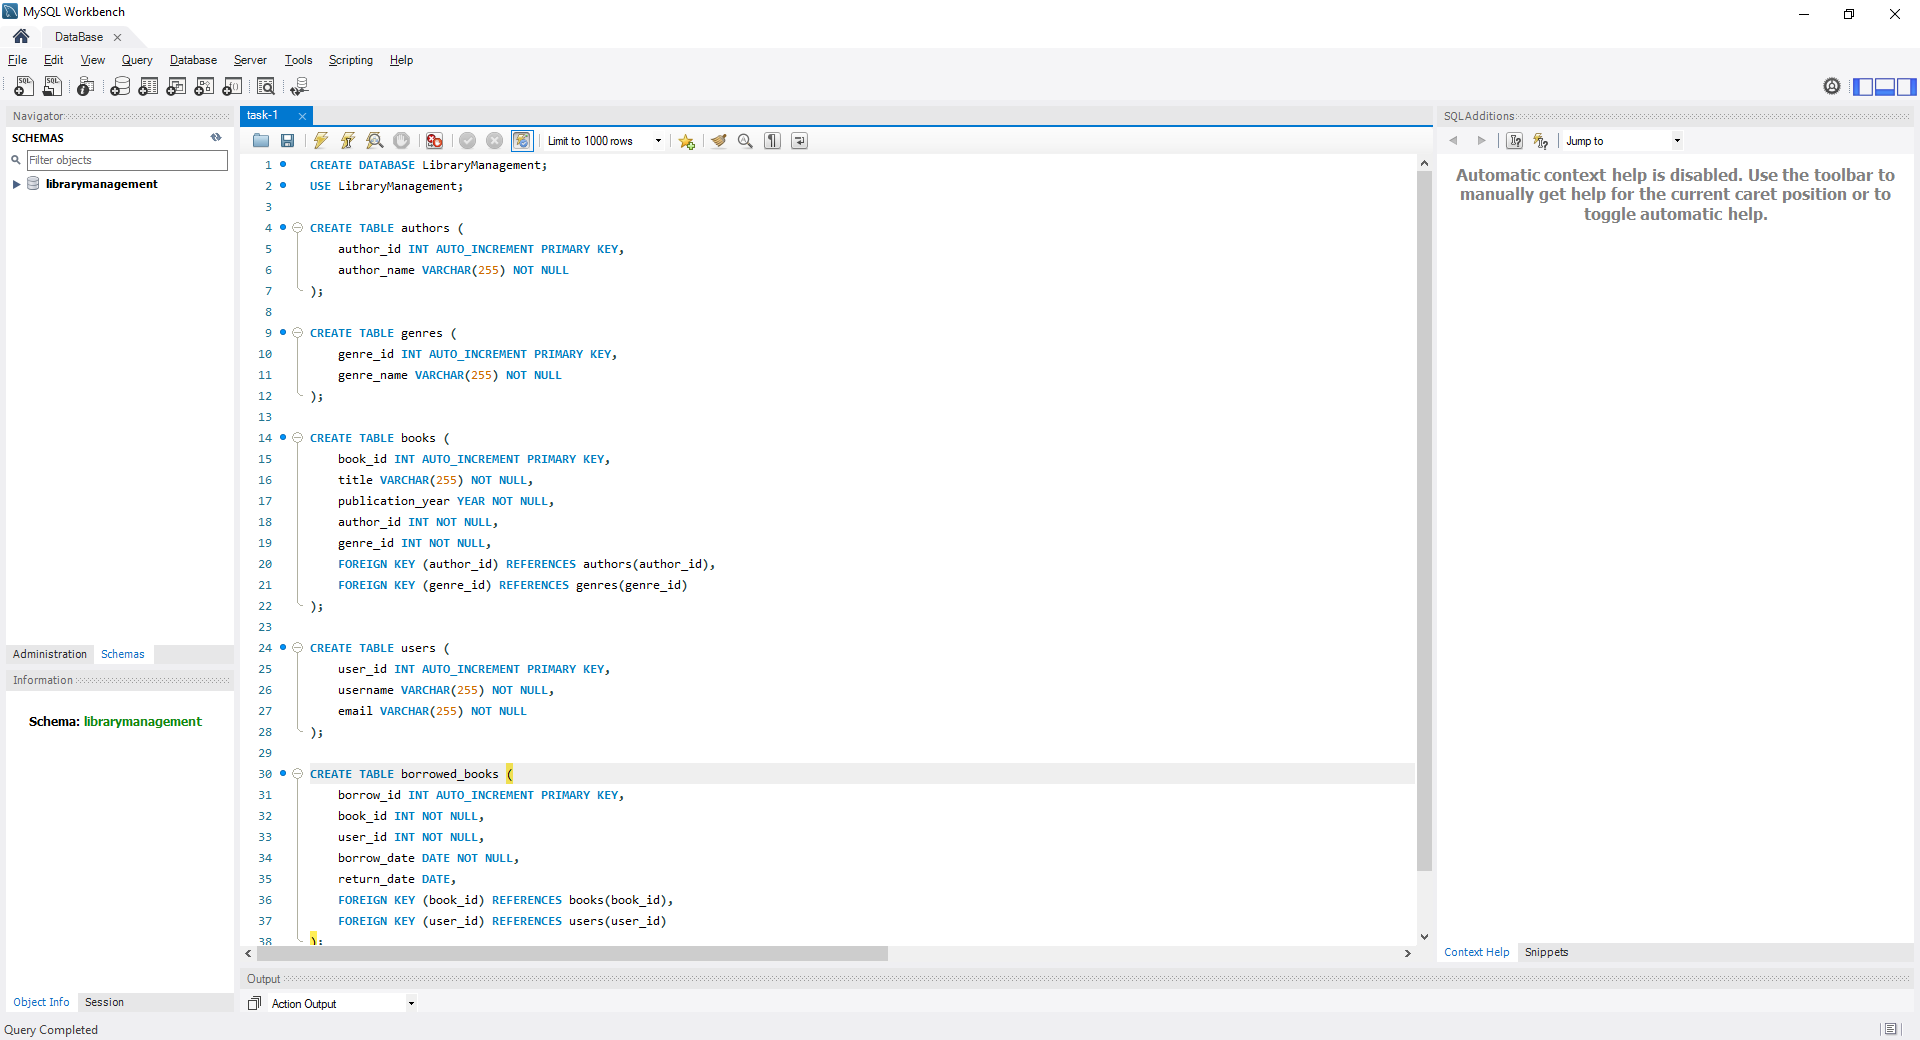 MySQL Workbench
DataBase
File Edit View Query Database Server Tools Scripting Help
Navigator
SCHEMAS
Filter objects
librarymanagement
Administration Schemas
Information
Schema: librarymanagement
Object Info Session
Query Completed
task-1
Limit to 1000 rows
1 CREATE DATABASE LibraryManagement;
2 USE LibraryManagement;
3
4 CREATE TABLE authors (
5 author_id INT AUTO_INCREMENT PRIMARY KEY,
6 author_name VARCHAR(255) NOT NULL
7 );
8
9 CREATE TABLE genres (
10 genre_id INT AUTO_INCREMENT PRIMARY KEY,
11 genre_name VARCHAR(255) NOT NULL
12 );
13
14 CREATE TABLE books (
15 book_id INT AUTO_INCREMENT PRIMARY KEY,
16 title VARCHAR(255) NOT NULL,
17 publication_year YEAR NOT NULL,
18 author_id INT NOT NULL,
19 genre_id INT NOT NULL,
20 FOREIGN KEY (author_id) REFERENCES authors(author_id),
21 FOREIGN KEY (genre_id) REFERENCES genres(genre_id)
22 );
23
24 CREATE TABLE users (
25 user_id INT AUTO_INCREMENT PRIMARY KEY,
26 username VARCHAR(255) NOT NULL,
27 email VARCHAR(255) NOT NULL
28 );
29
30 CREATE TABLE borrowed_books (
31 borrow_id INT AUTO_INCREMENT PRIMARY KEY,
32 book_id INT NOT NULL,
33 user_id INT NOT NULL,
34 borrow_date DATE NOT NULL,
35 return_date DATE,
36 FOREIGN KEY (book_id) REFERENCES books(book_id),
37 FOREIGN KEY (user_id) REFERENCES users(user_id)
38 );
Output
Action Output
SQLAdditions
Jump to
Automatic context help is disabled. Use the toolbar to
manually get help for the current caret position or to
toggle automatic help.
Context Help Snippets